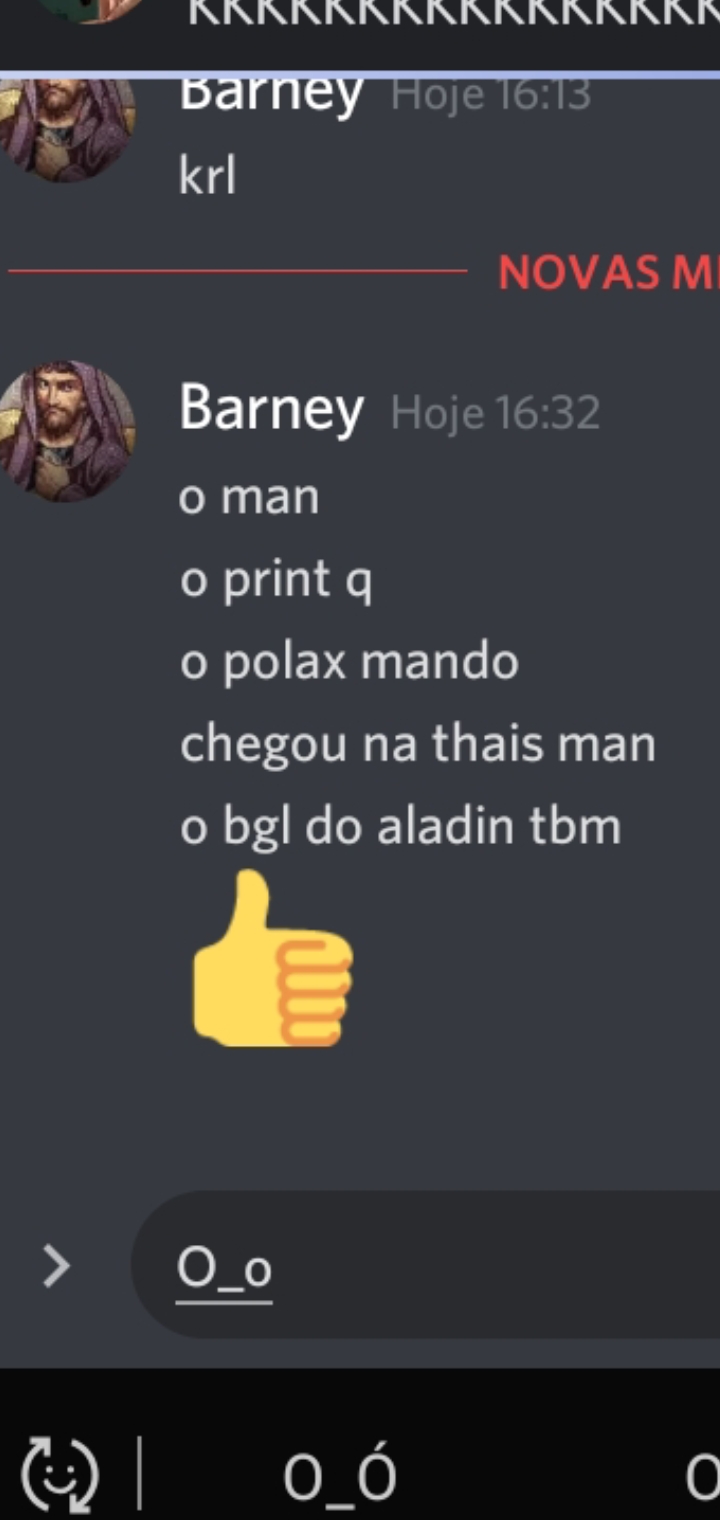 KKKKKKKKKKKKKKKKK
Barney Hoje 16:13
krl
NOVAS
Barney Hoje 16:32
o man
o print q
o polax mando
chegou na thais man
o bgl do aladin tbm
O_o
O_Ó